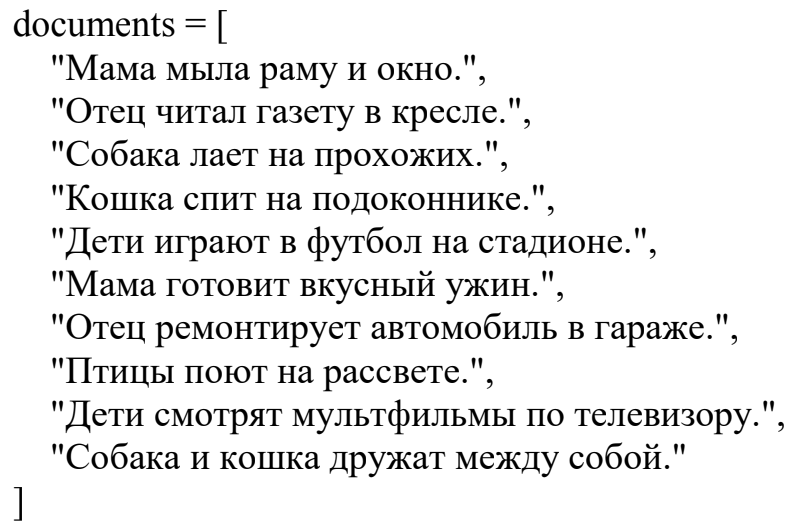 documents = [
"Мама мыла раму и окно.",
"Отец читал газету в кресле.",
"Собака лает на прохожих.",
"Кошка спит на подоконнике.",
"Дети играют в футбол на стадионе.",
"Мама готовит вкусный ужин.",
"Отец ремонтирует автомобиль в гараже.",
"Птицы поют на рассвете.",
"Дети смотрят мультфильмы по телевизору.",
"Собака и кошка дружат между собой."
]